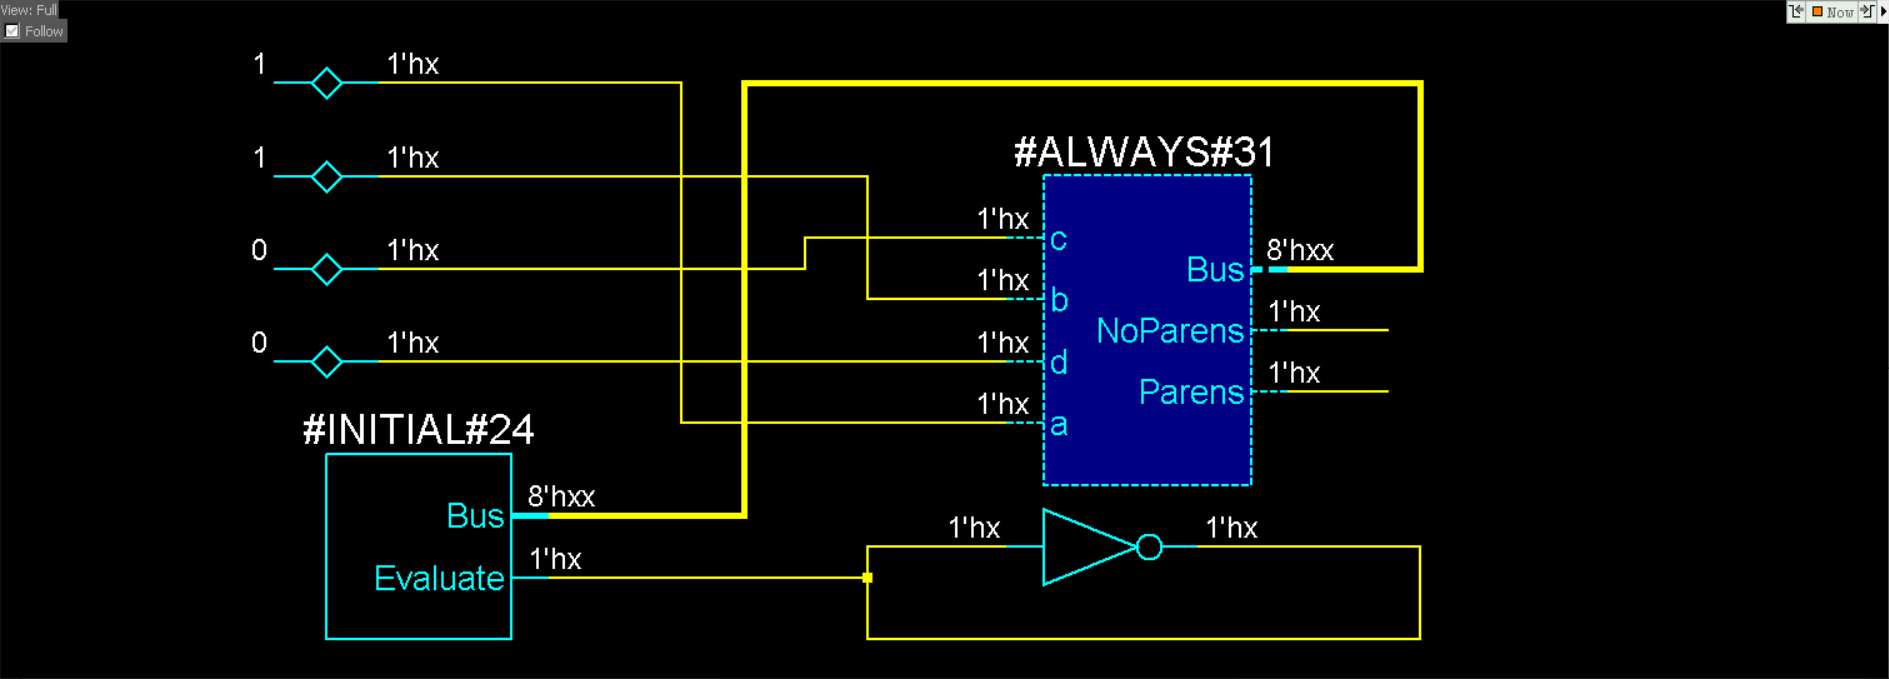 View: Full
Follow
Now
1 1'hx
1 1'hx
0 1'hx
0 1'hx
#ALWAYS#31
1'hx c
1'hx b
1'hx d
1'hx a
Bus 8'hxx
NoParens 1'hx
Parens 1'hx
#INITIAL#24
Bus 8'hxx
Evaluate 1'hx
1'hx 1'hx